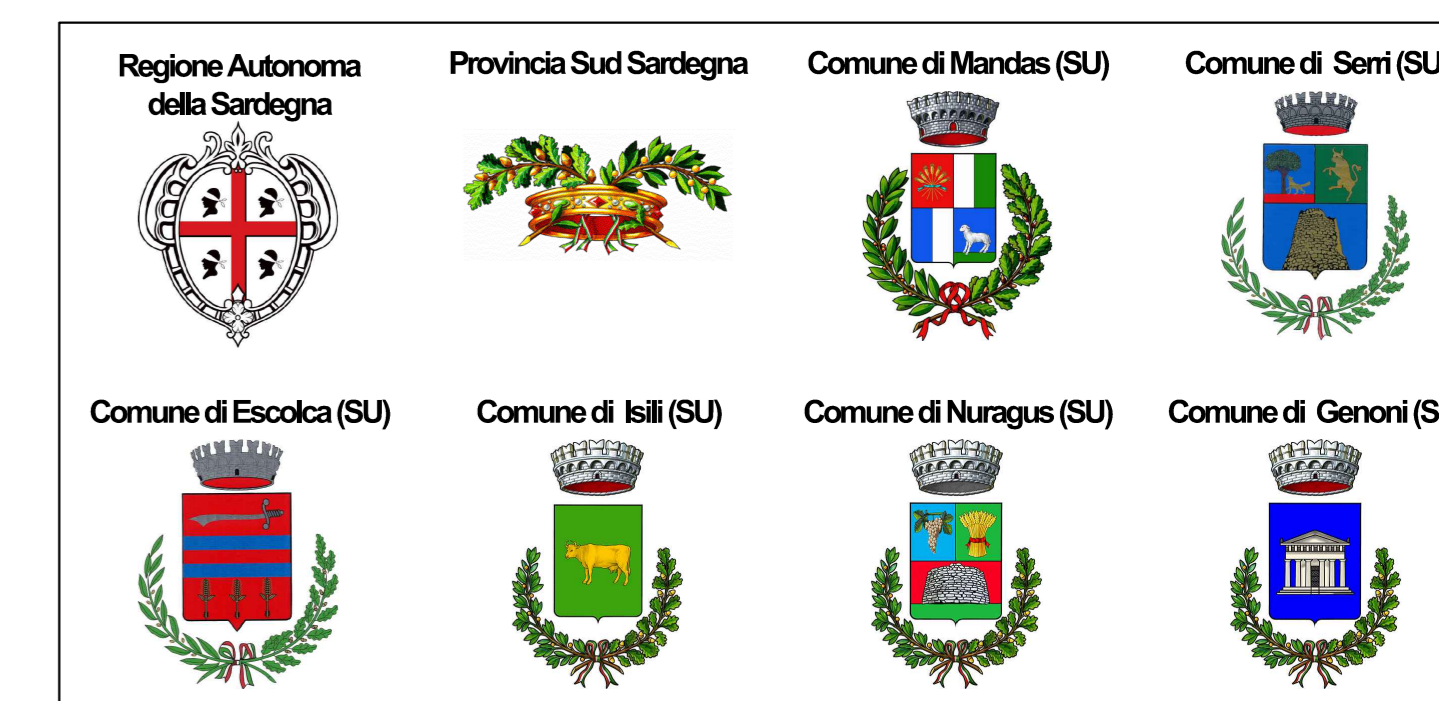 Regione Autonoma
della Sardegna
Provincia Sud Sardegna
Comune di Mandas (SU)
Comune di Serri (SU
Comune di Escolca (SU)
Comune di Isili (SU)
Comune di Nuragus (SU)
Comune di Genoni (S